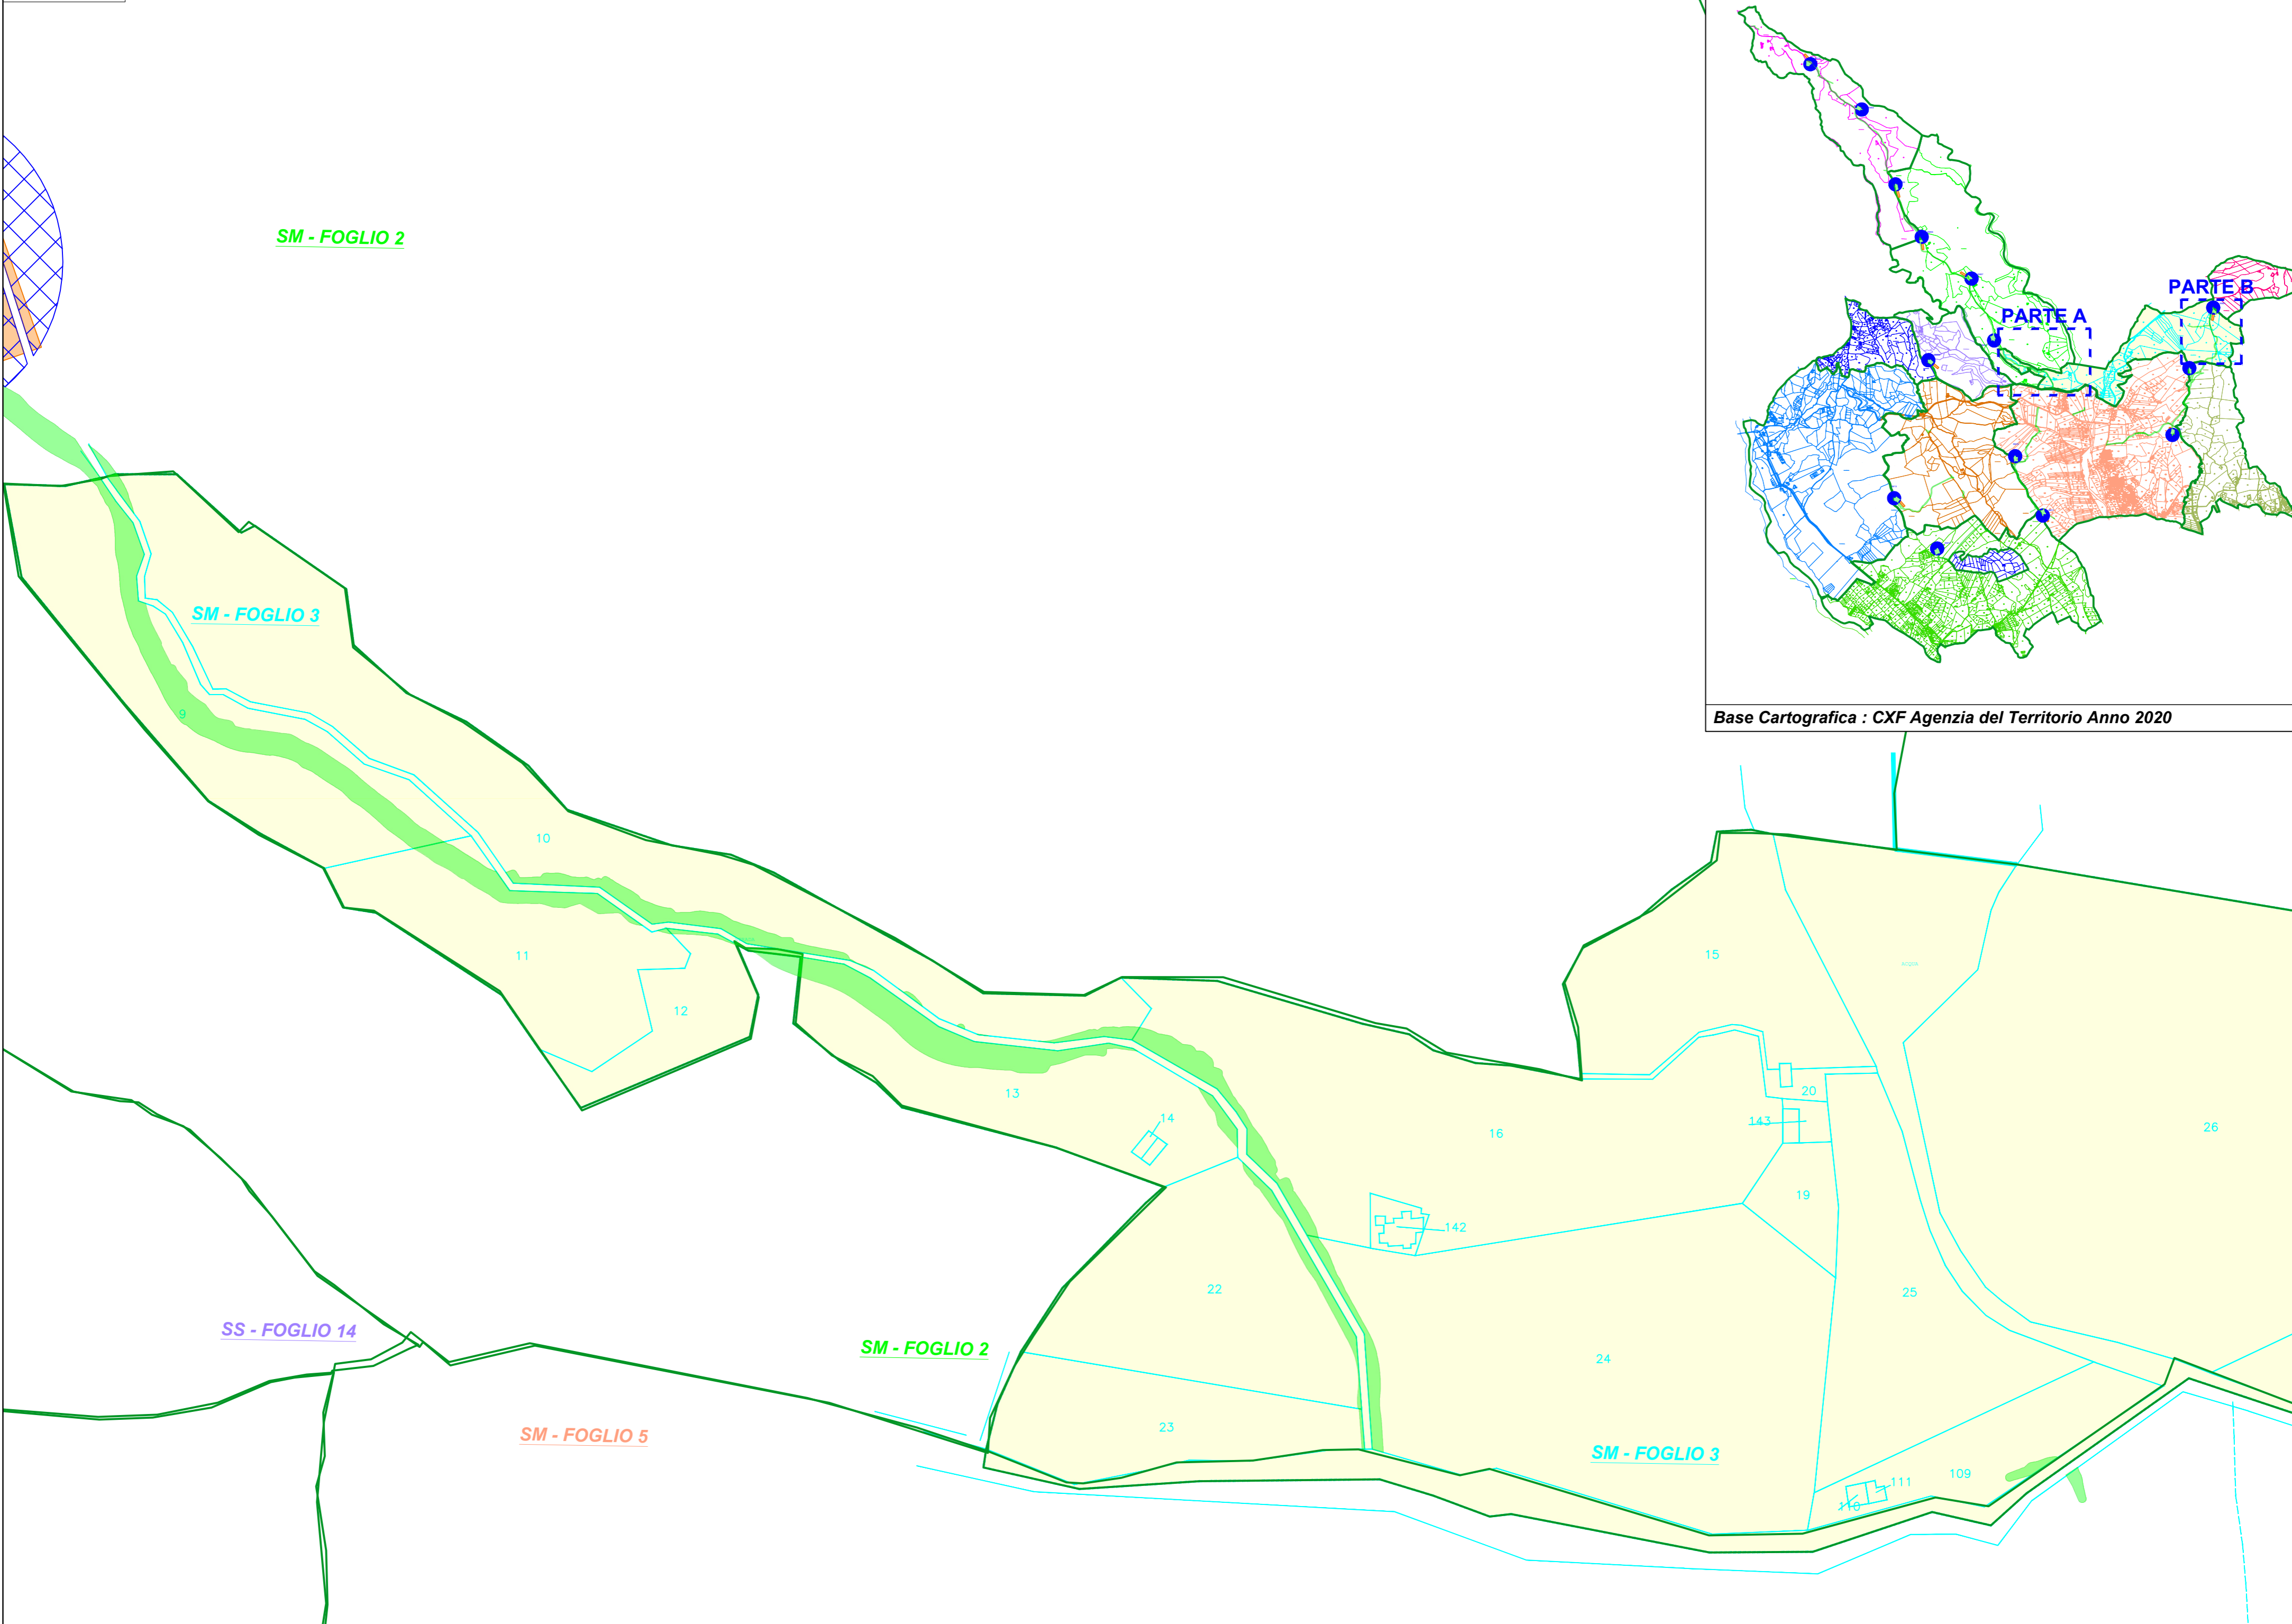 SM - FOGLIO 2
PARTE B
PARTE A
SM - FOGLIO 3
Base Cartografica : CXF Agenzia del Territorio Anno 2020
9
10
11
12
15
13
14
16
20
143
26
19
142
22
25
SS - FOGLIO 14
SM - FOGLIO 2
24
23
SM - FOGLIO 5
SM - FOGLIO 3
109
111
110